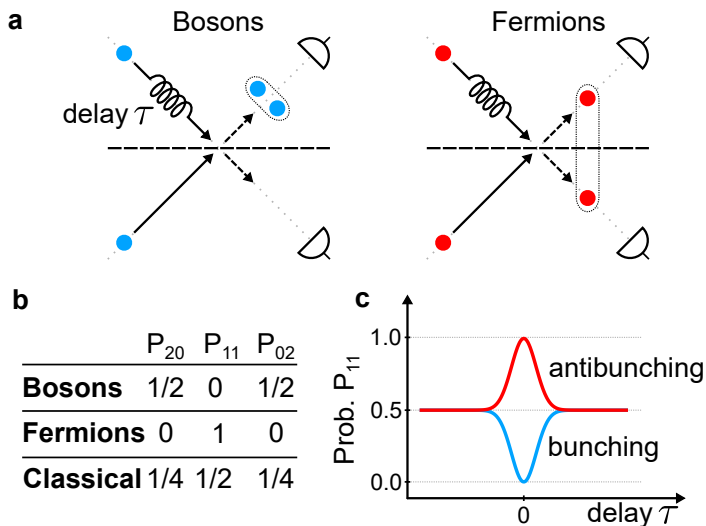 a
Bosons
Fermions
delay τ
b
P₂₀ P₁₁ P₀₂
Bosons 1/2 0 1/2
Fermions 0 1 0
Classical 1/4 1/2 1/4
c
Prob. P₁₁
1.0
antibunching
0.5
bunching
0.0
0
delay τ